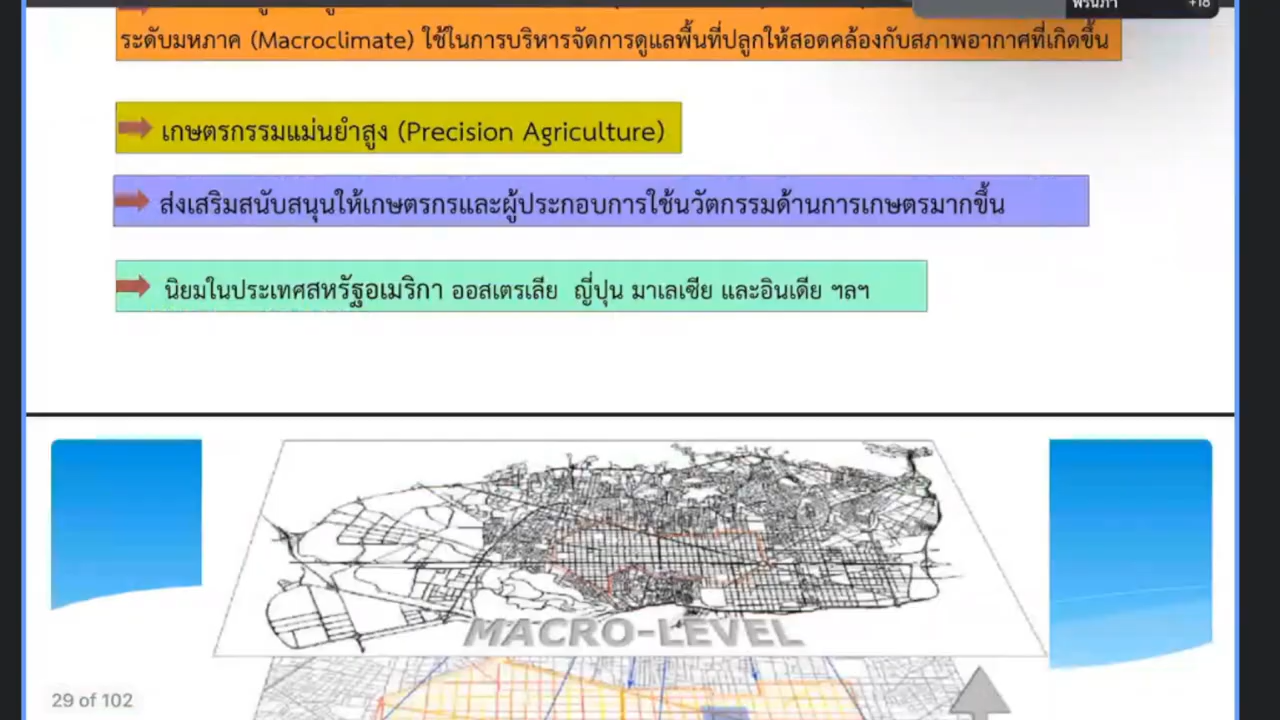 พรนภา
+18
ระดับมหภาค (Macroclimate) ใช้ในการบริหารจัดการดูแลพื้นที่ปลูกให้สอดคล้องกับสภาพอากาศที่เกิดขึ้น
เกษตรกรรมแม่นยำสูง (Precision Agriculture)
ส่งเสริมสนับสนุนให้เกษตรกรและผู้ประกอบการใช้นวัตกรรมด้านการเกษตรมากขึ้น
นิยมในประเทศสหรัฐอเมริกา ออสเตรเลีย ญี่ปุ่น มาเลเซีย และอินเดีย ฯลฯ
MACRO-LEVEL
29 of 102